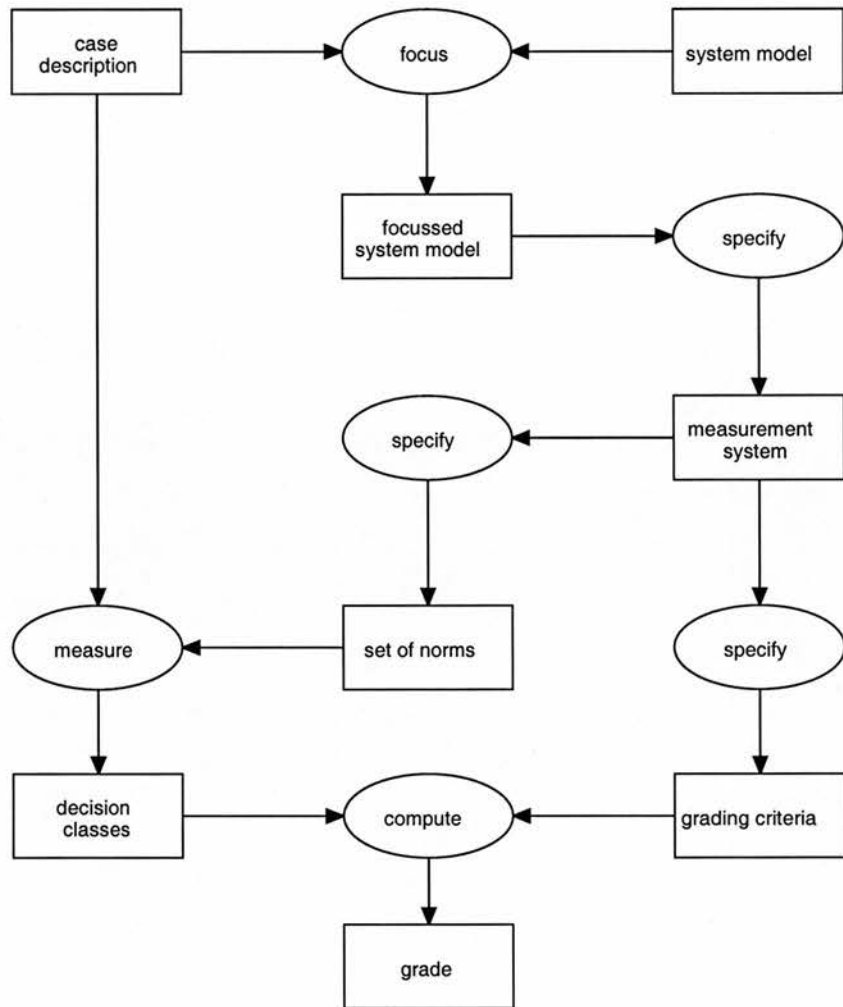 case
description
focus
system model
focussed
system model
specify
specify
measurement
system
measure
set of norms
specify
decision
classes
compute
grading criteria
grade